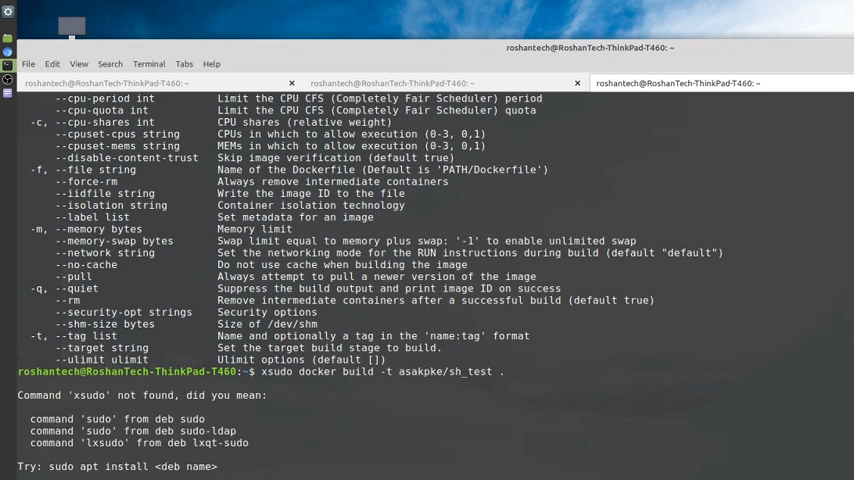 roshantech@RoshanTech-ThinkPad-T460: ~
File Edit View Search Terminal Tabs Help
roshantech@RoshanTech-ThinkPad-T460: ~ × roshantech@RoshanTech-ThinkPad-T460: ~ × roshantech@RoshanTech-ThinkPad-T460: ~
--cpu-period int Limit the CPU CFS (Completely Fair Scheduler) period
--cpu-quota int Limit the CPU CFS (Completely Fair Scheduler) quota
-c, --cpu-shares int CPU shares (relative weight)
--cpuset-cpus string CPUs in which to allow execution (0-3, 0,1)
--cpuset-mems string MEMs in which to allow execution (0-3, 0,1)
--disable-content-trust Skip image verification (default true)
-f, --file string Name of the Dockerfile (Default is 'PATH/Dockerfile')
--force-rm Always remove intermediate containers
--iidfile string Write the image ID to the file
--isolation string Container isolation technology
--label list Set metadata for an image
-m, --memory bytes Memory limit
--memory-swap bytes Swap limit equal to memory plus swap: '-1' to enable unlimited swap
--network string Set the networking mode for the RUN instructions during build (default "default")
--no-cache Do not use cache when building the image
--pull Always attempt to pull a newer version of the image
-q, --quiet Suppress the build output and print image ID on success
--rm Remove intermediate containers after a successful build (default true)
--security-opt strings Security options
--shm-size bytes Size of /dev/shm
-t, --tag list Name and optionally a tag in the 'name:tag' format
--target string Set the target build stage to build.
--ulimit ulimit Ulimit options (default [])
roshantech@RoshanTech-ThinkPad-T460:~$ xsudo docker build -t asakpke/sh_test .
Command 'xsudo' not found, did you mean:
command 'sudo' from deb sudo
command 'sudo' from deb sudo-ldap
command 'lxsudo' from deb lxqt-sudo
Try: sudo apt install <deb name>